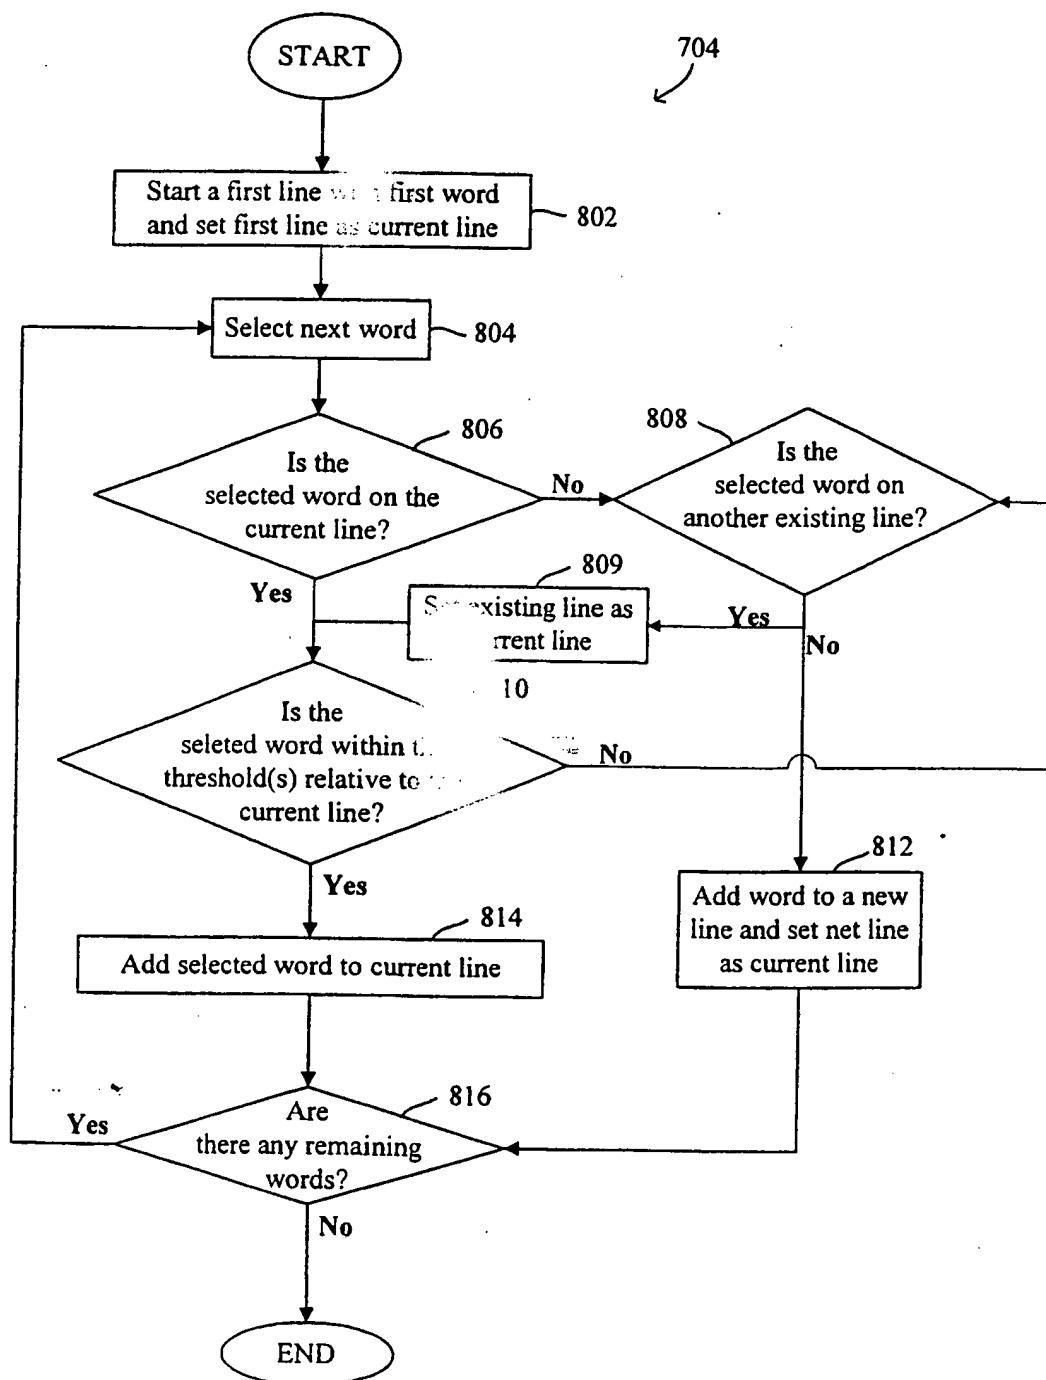 START
704
Start a first line first word
and set first line current line
802
Select next word
804
806
Is the
selected word on the
current line?
No
808
Is the
selected word on
another existing line?
Yes
809
existing line as
line
Yes
No
10
Is the
seleted word within
threshold(s) relative to
current line?
No
Yes
812
Add word to a new
line and set net line
as current line
814
Add selected word to current line
816
Are
there any remaining
words?
Yes
No
END